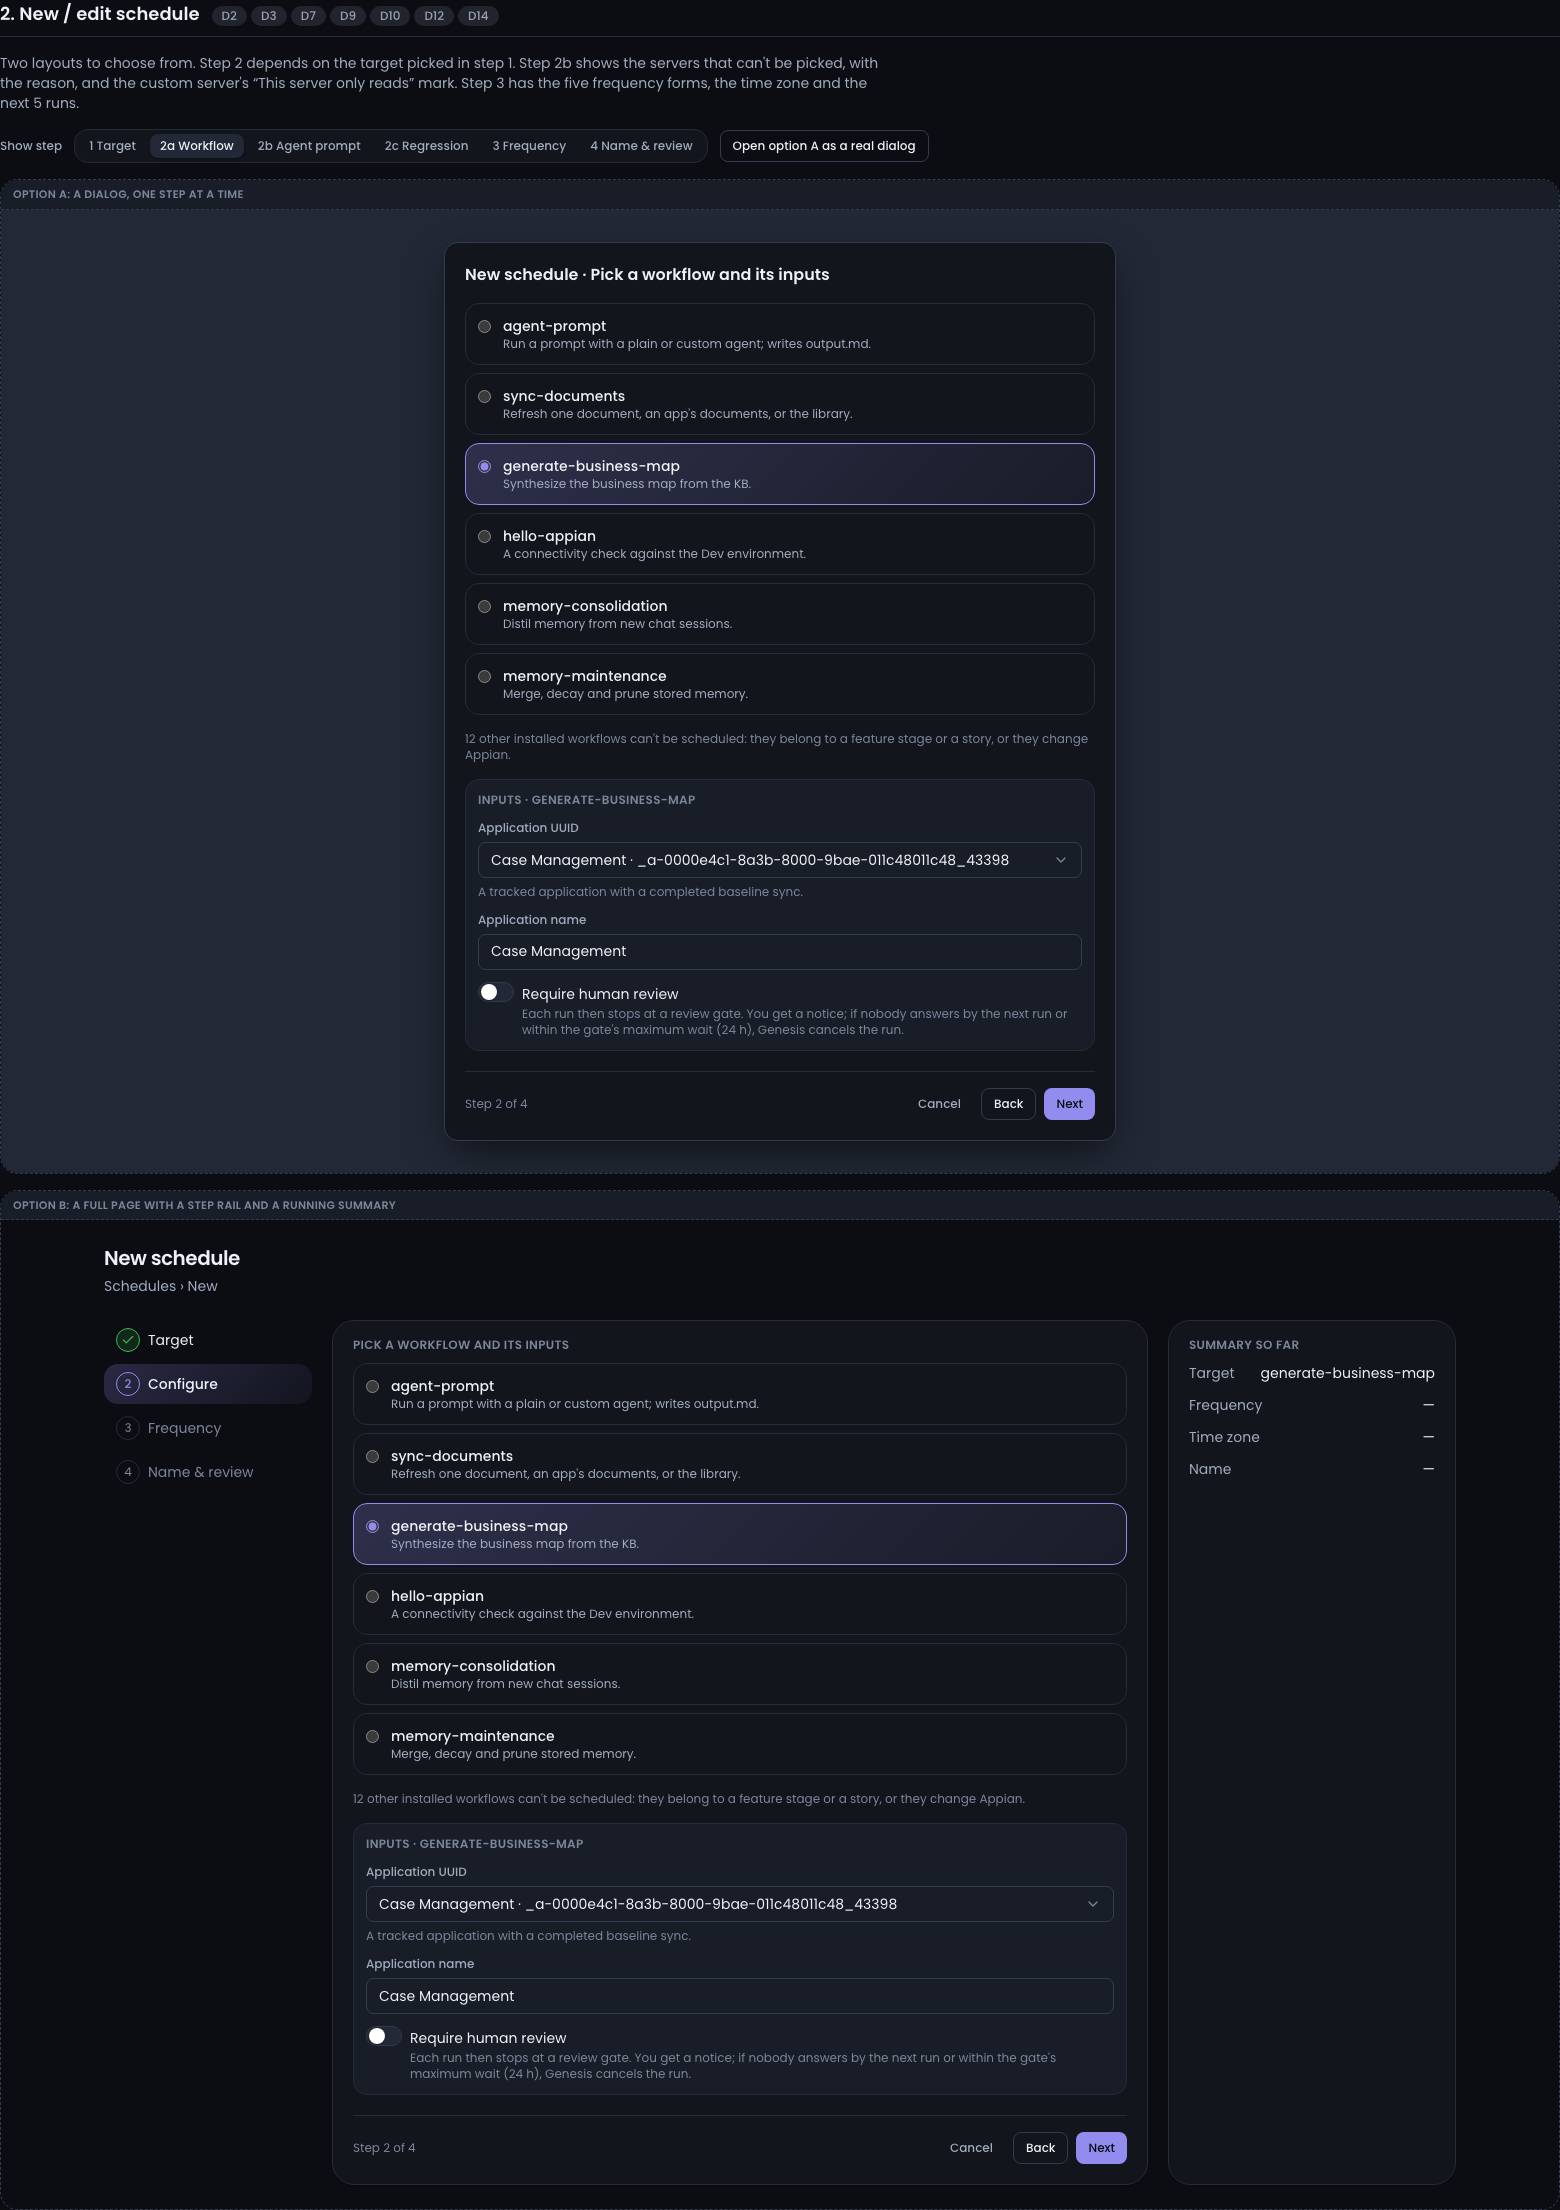 2. New / edit schedule D2 D3 D7 D9 D10 D12 D14
Two layouts to choose from. Step 2 depends on the target picked in step 1. Step 2b shows the servers that can't be picked, with
the reason, and the custom server's “This server only reads” mark. Step 3 has the five frequency forms, the time zone and the
next 5 runs.
Show step 1 Target 2a Workflow 2b Agent prompt 2c Regression 3 Frequency 4 Name & review Open option A as a real dialog
OPTION A: A DIALOG, ONE STEP AT A TIME
New schedule · Pick a workflow and its inputs
agent-prompt
Run a prompt with a plain or custom agent; writes output.md.
sync-documents
Refresh one document, an app's documents, or the library.
generate-business-map
Synthesize the business map from the KB.
hello-appian
A connectivity check against the Dev environment.
memory-consolidation
Distil memory from new chat sessions.
memory-maintenance
Merge, decay and prune stored memory.
12 other installed workflows can't be scheduled: they belong to a feature stage or a story, or they change
Appian.
INPUTS · GENERATE-BUSINESS-MAP
Application UUID
Case Management · _a-0000e4c1-8a3b-8000-9bae-011c48011c48_43398
A tracked application with a completed baseline sync.
Application name
Case Management
Require human review
Each run then stops at a review gate. You get a notice; if nobody answers by the next run or
within the gate's maximum wait (24 h), Genesis cancels the run.
Step 2 of 4 Cancel Back Next
OPTION B: A FULL PAGE WITH A STEP RAIL AND A RUNNING SUMMARY
New schedule
Schedules › New
Target
2 Configure
3 Frequency
4 Name & review
PICK A WORKFLOW AND ITS INPUTS
agent-prompt
Run a prompt with a plain or custom agent; writes output.md.
sync-documents
Refresh one document, an app's documents, or the library.
generate-business-map
Synthesize the business map from the KB.
hello-appian
A connectivity check against the Dev environment.
memory-consolidation
Distil memory from new chat sessions.
memory-maintenance
Merge, decay and prune stored memory.
12 other installed workflows can't be scheduled: they belong to a feature stage or a story, or they change Appian.
INPUTS · GENERATE-BUSINESS-MAP
Application UUID
Case Management · _a-0000e4c1-8a3b-8000-9bae-011c48011c48_43398
A tracked application with a completed baseline sync.
Application name
Case Management
Require human review
Each run then stops at a review gate. You get a notice; if nobody answers by the next run or within the gate's
maximum wait (24 h), Genesis cancels the run.
Step 2 of 4 Cancel Back Next
SUMMARY SO FAR
Target generate-business-map
Frequency —
Time zone —
Name —